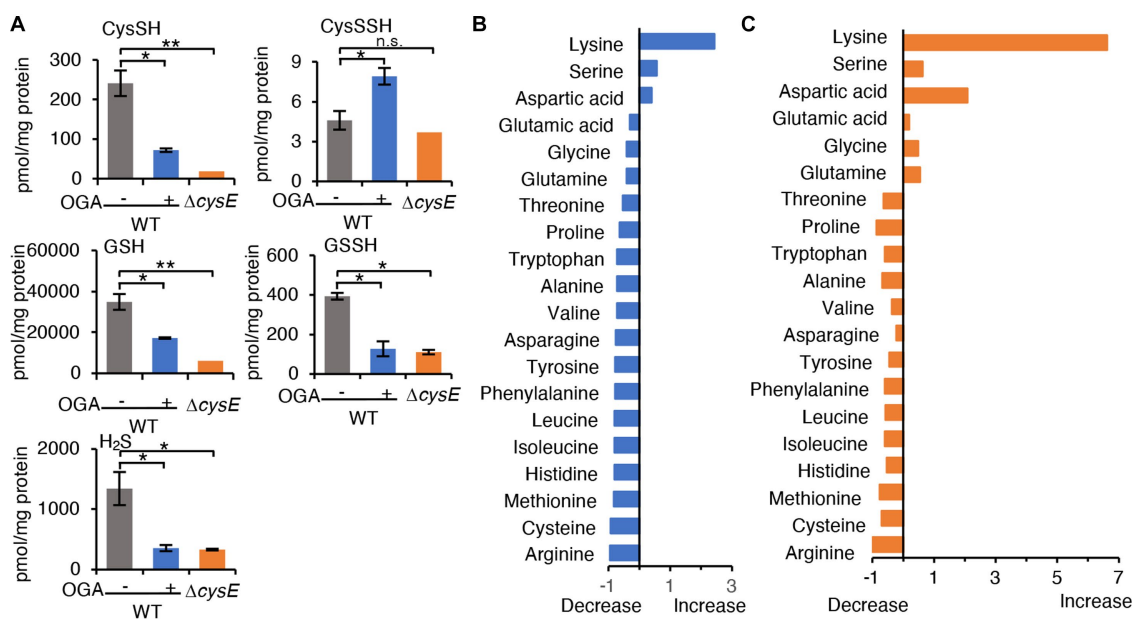 A
CysSH
**
*
300
200
100
0
pmol/mg protein
OGA - + ΔcysE
WT
CysSSH
n.s.
*
9
6
3
0
pmol/mg protein
OGA - + ΔcysE
WT
GSH
**
*
60000
40000
20000
0
pmol/mg protein
OGA - + ΔcysE
WT
GSSH
*
*
600
400
200
0
pmol/mg protein
OGA - + ΔcysE
WT
H2S
*
*
2000
1000
0
pmol/mg protein
OGA - + ΔcysE
WT
B
Lysine
Serine
Aspartic acid
Glutamic acid
Glycine
Glutamine
Threonine
Proline
Tryptophan
Alanine
Valine
Asparagine
Tyrosine
Phenylalanine
Leucine
Isoleucine
Histidine
Methionine
Cysteine
Arginine
-1 1 3
Decrease Increase
C
Lysine
Serine
Aspartic acid
Glutamic acid
Glycine
Glutamine
Threonine
Proline
Tryptophan
Alanine
Valine
Asparagine
Tyrosine
Phenylalanine
Leucine
Isoleucine
Histidine
Methionine
Cysteine
Arginine
-1 1 3 5 7
Decrease Increase